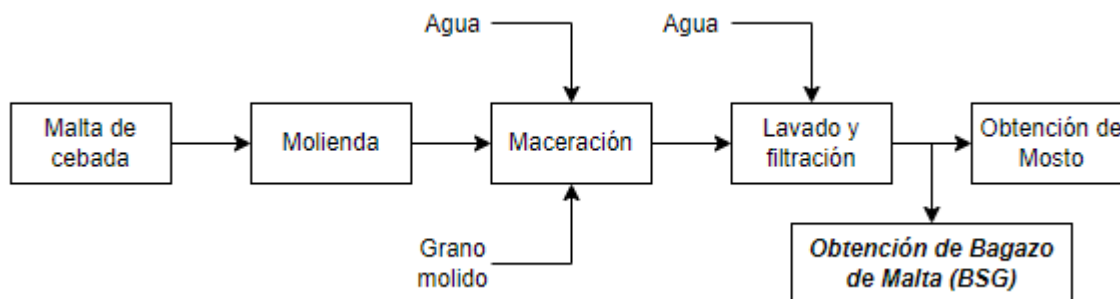 Agua
Agua
Malta de
cebada
Molienda
Maceración
Lavado y
filtración
Obtención de
Mosto
Grano
molido
Obtención de Bagazo
de Malta (BSG)